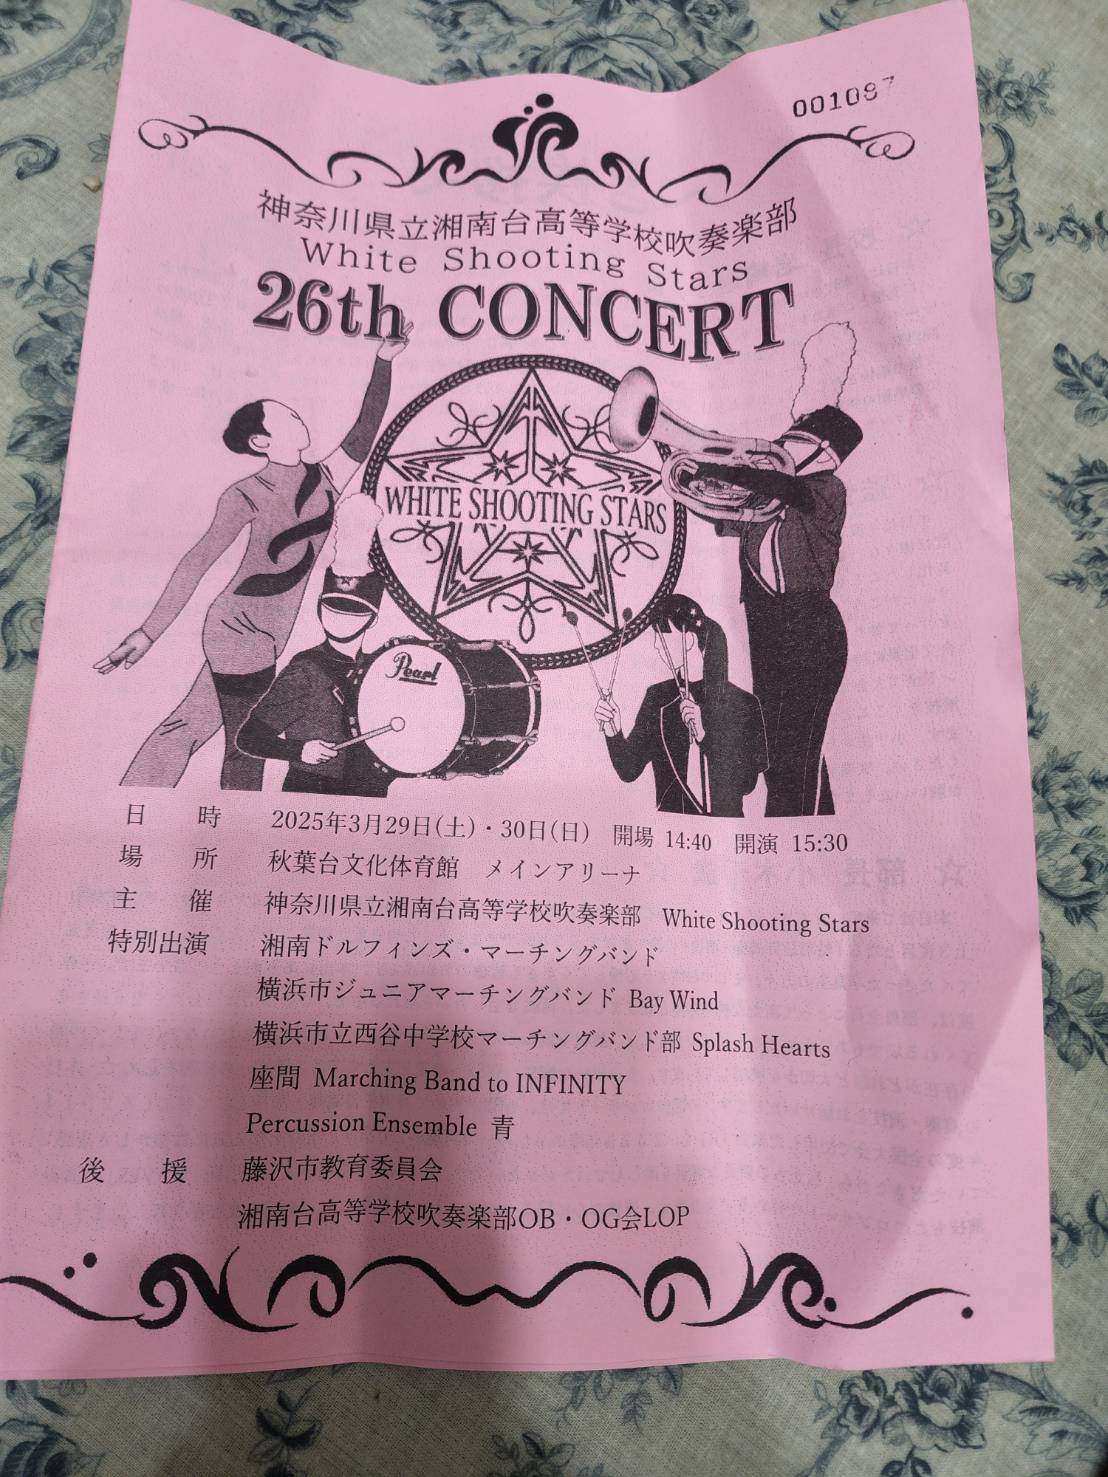 001087
神奈川県立湘南台高等学校吹奏楽部
White Shooting Stars
26th CONCERT
WHITE SHOOTING STARS
Pearl
日時 2025年3月29日(土)・30日(日) 開場 14:40 開演 15:30
場所 秋葉台文化体育館 メインアリーナ
主催 神奈川県立湘南台高等学校吹奏楽部 White Shooting Stars
特別出演 湘南ドルフィンズ・マーチングバンド
横浜市ジュニアマーチングバンド Bay Wind
横浜市立西谷中学校マーチングバンド部 Splash Hearts
座間 Marching Band to INFINITY
Percussion Ensemble 青
後援 藤沢市教育委員会
湘南台高等学校吹奏楽部OB・OG会LOP